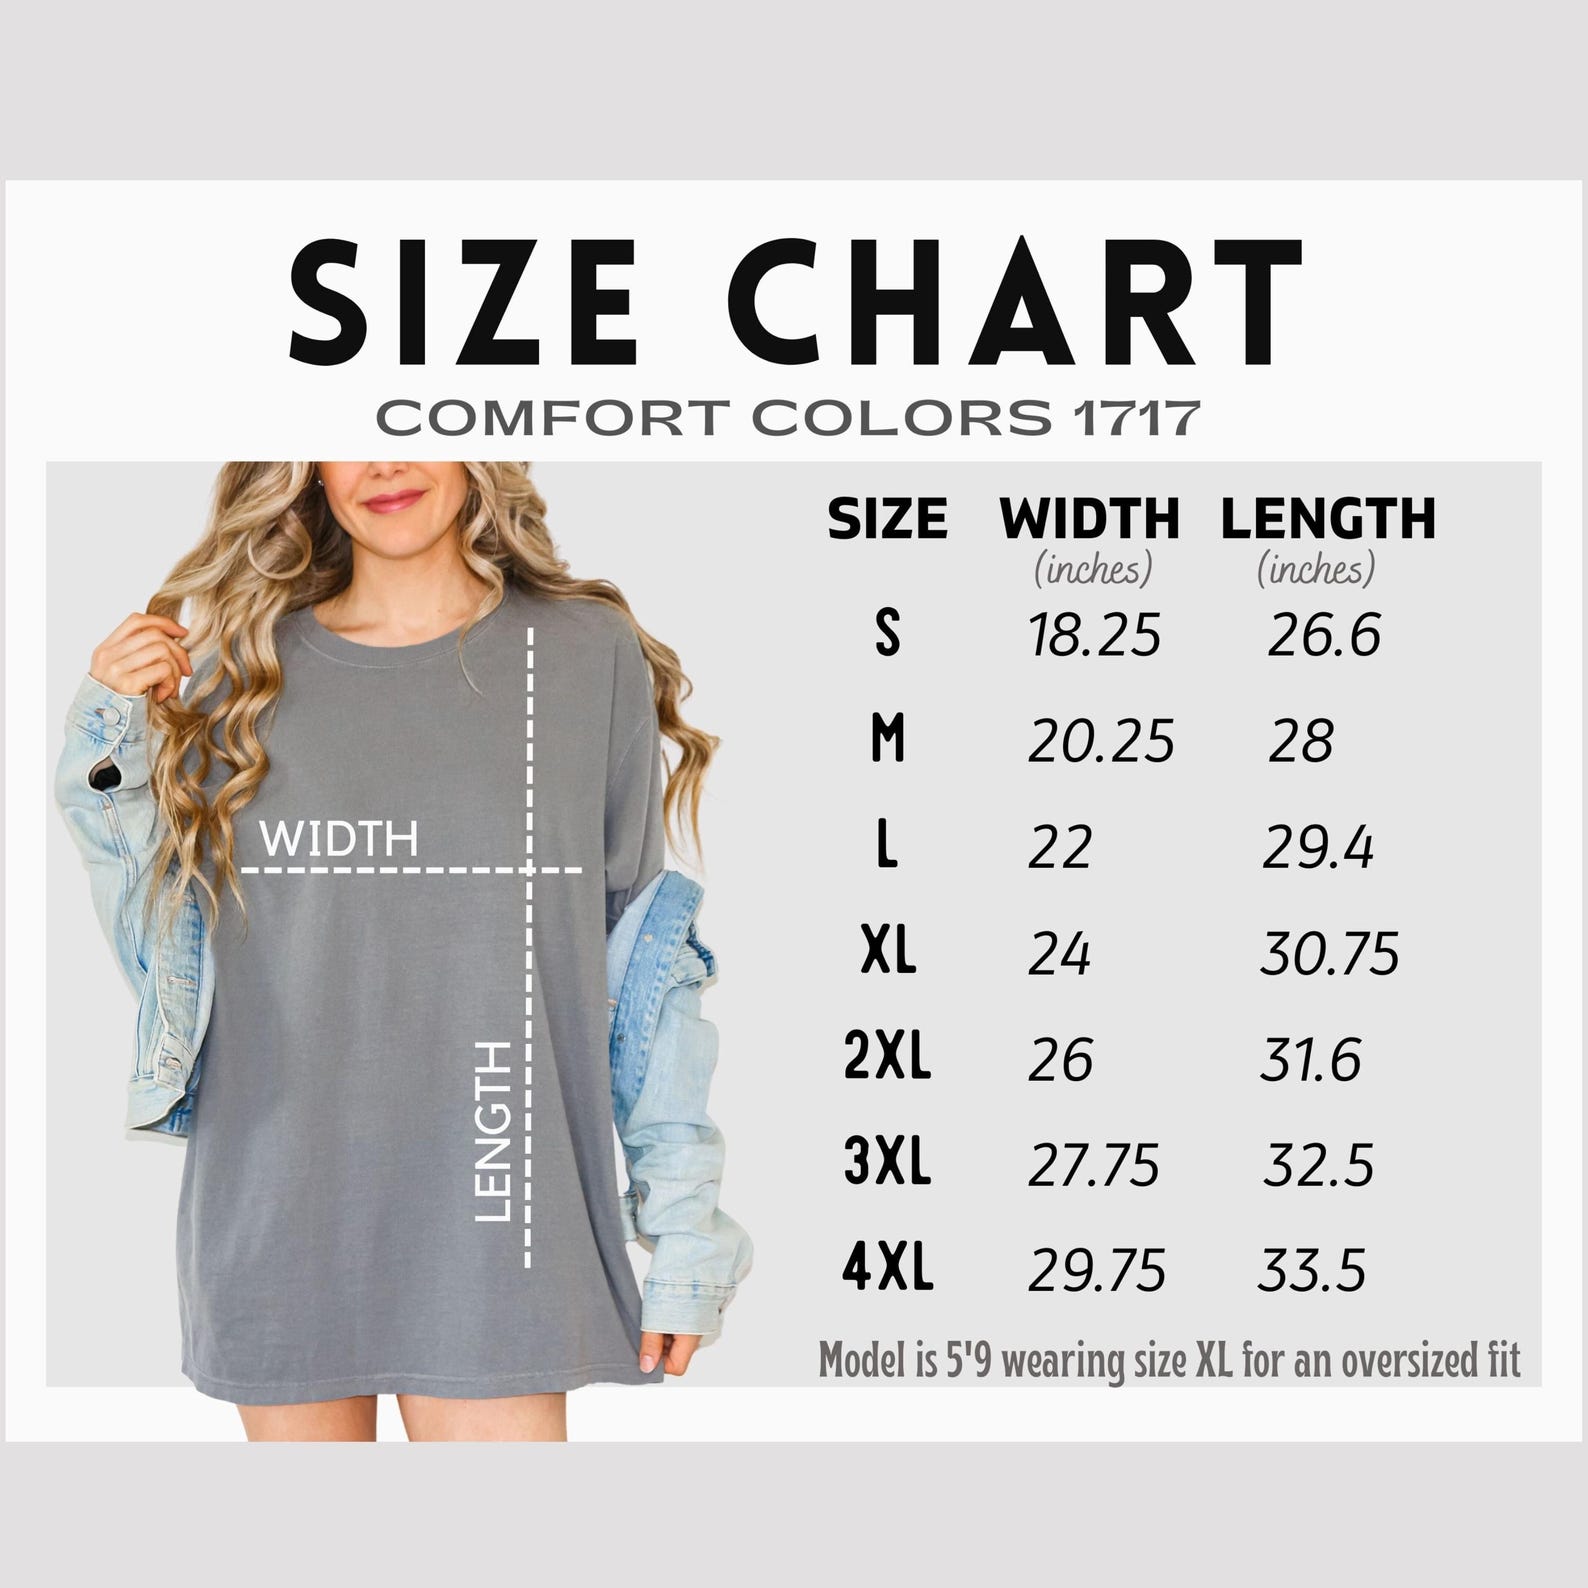 SIZE CHART
COMFORT COLORS 1717
WIDTH
LENGTH
SIZE WIDTH LENGTH
(inches) (inches)
S 18.25 26.6
M 20.25 28
L 22 29.4
XL 24 30.75
2XL 26 31.6
3XL 27.75 32.5
4XL 29.75 33.5
Model is 5'9 wearing size XL for an oversized fit